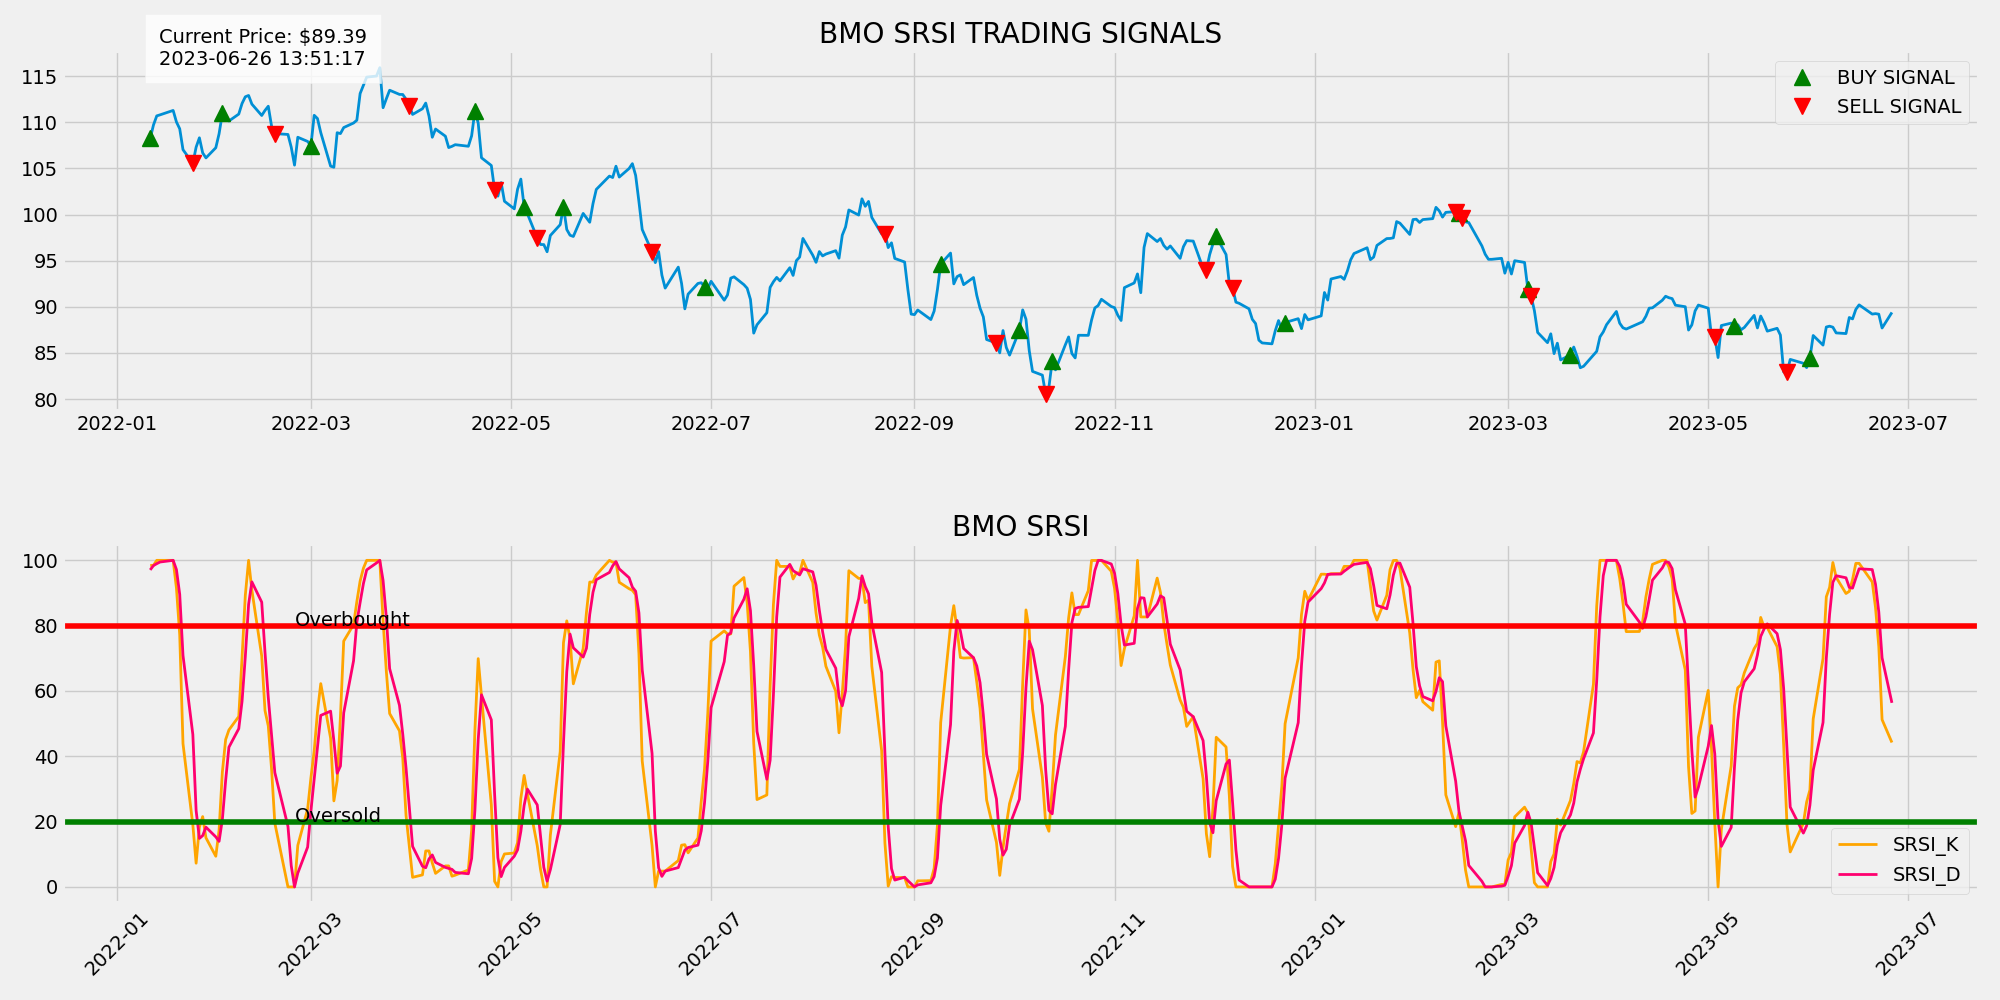 BMO SRSI TRADING SIGNALS
Current Price: $89.39
2023-06-26 13:51:17
BUY SIGNAL
SELL SIGNAL
115
110
105
100
95
90
85
80
2022-01 2022-03 2022-05 2022-07 2022-09 2022-11 2023-01 2023-03 2023-05 2023-07
BMO SRSI
100
80
60
40
20
0
Overbought
Oversold
SRSI_K
SRSI_D
2022-01 2022-03 2022-05 2022-07 2022-09 2022-11 2023-01 2023-03 2023-05 2023-07